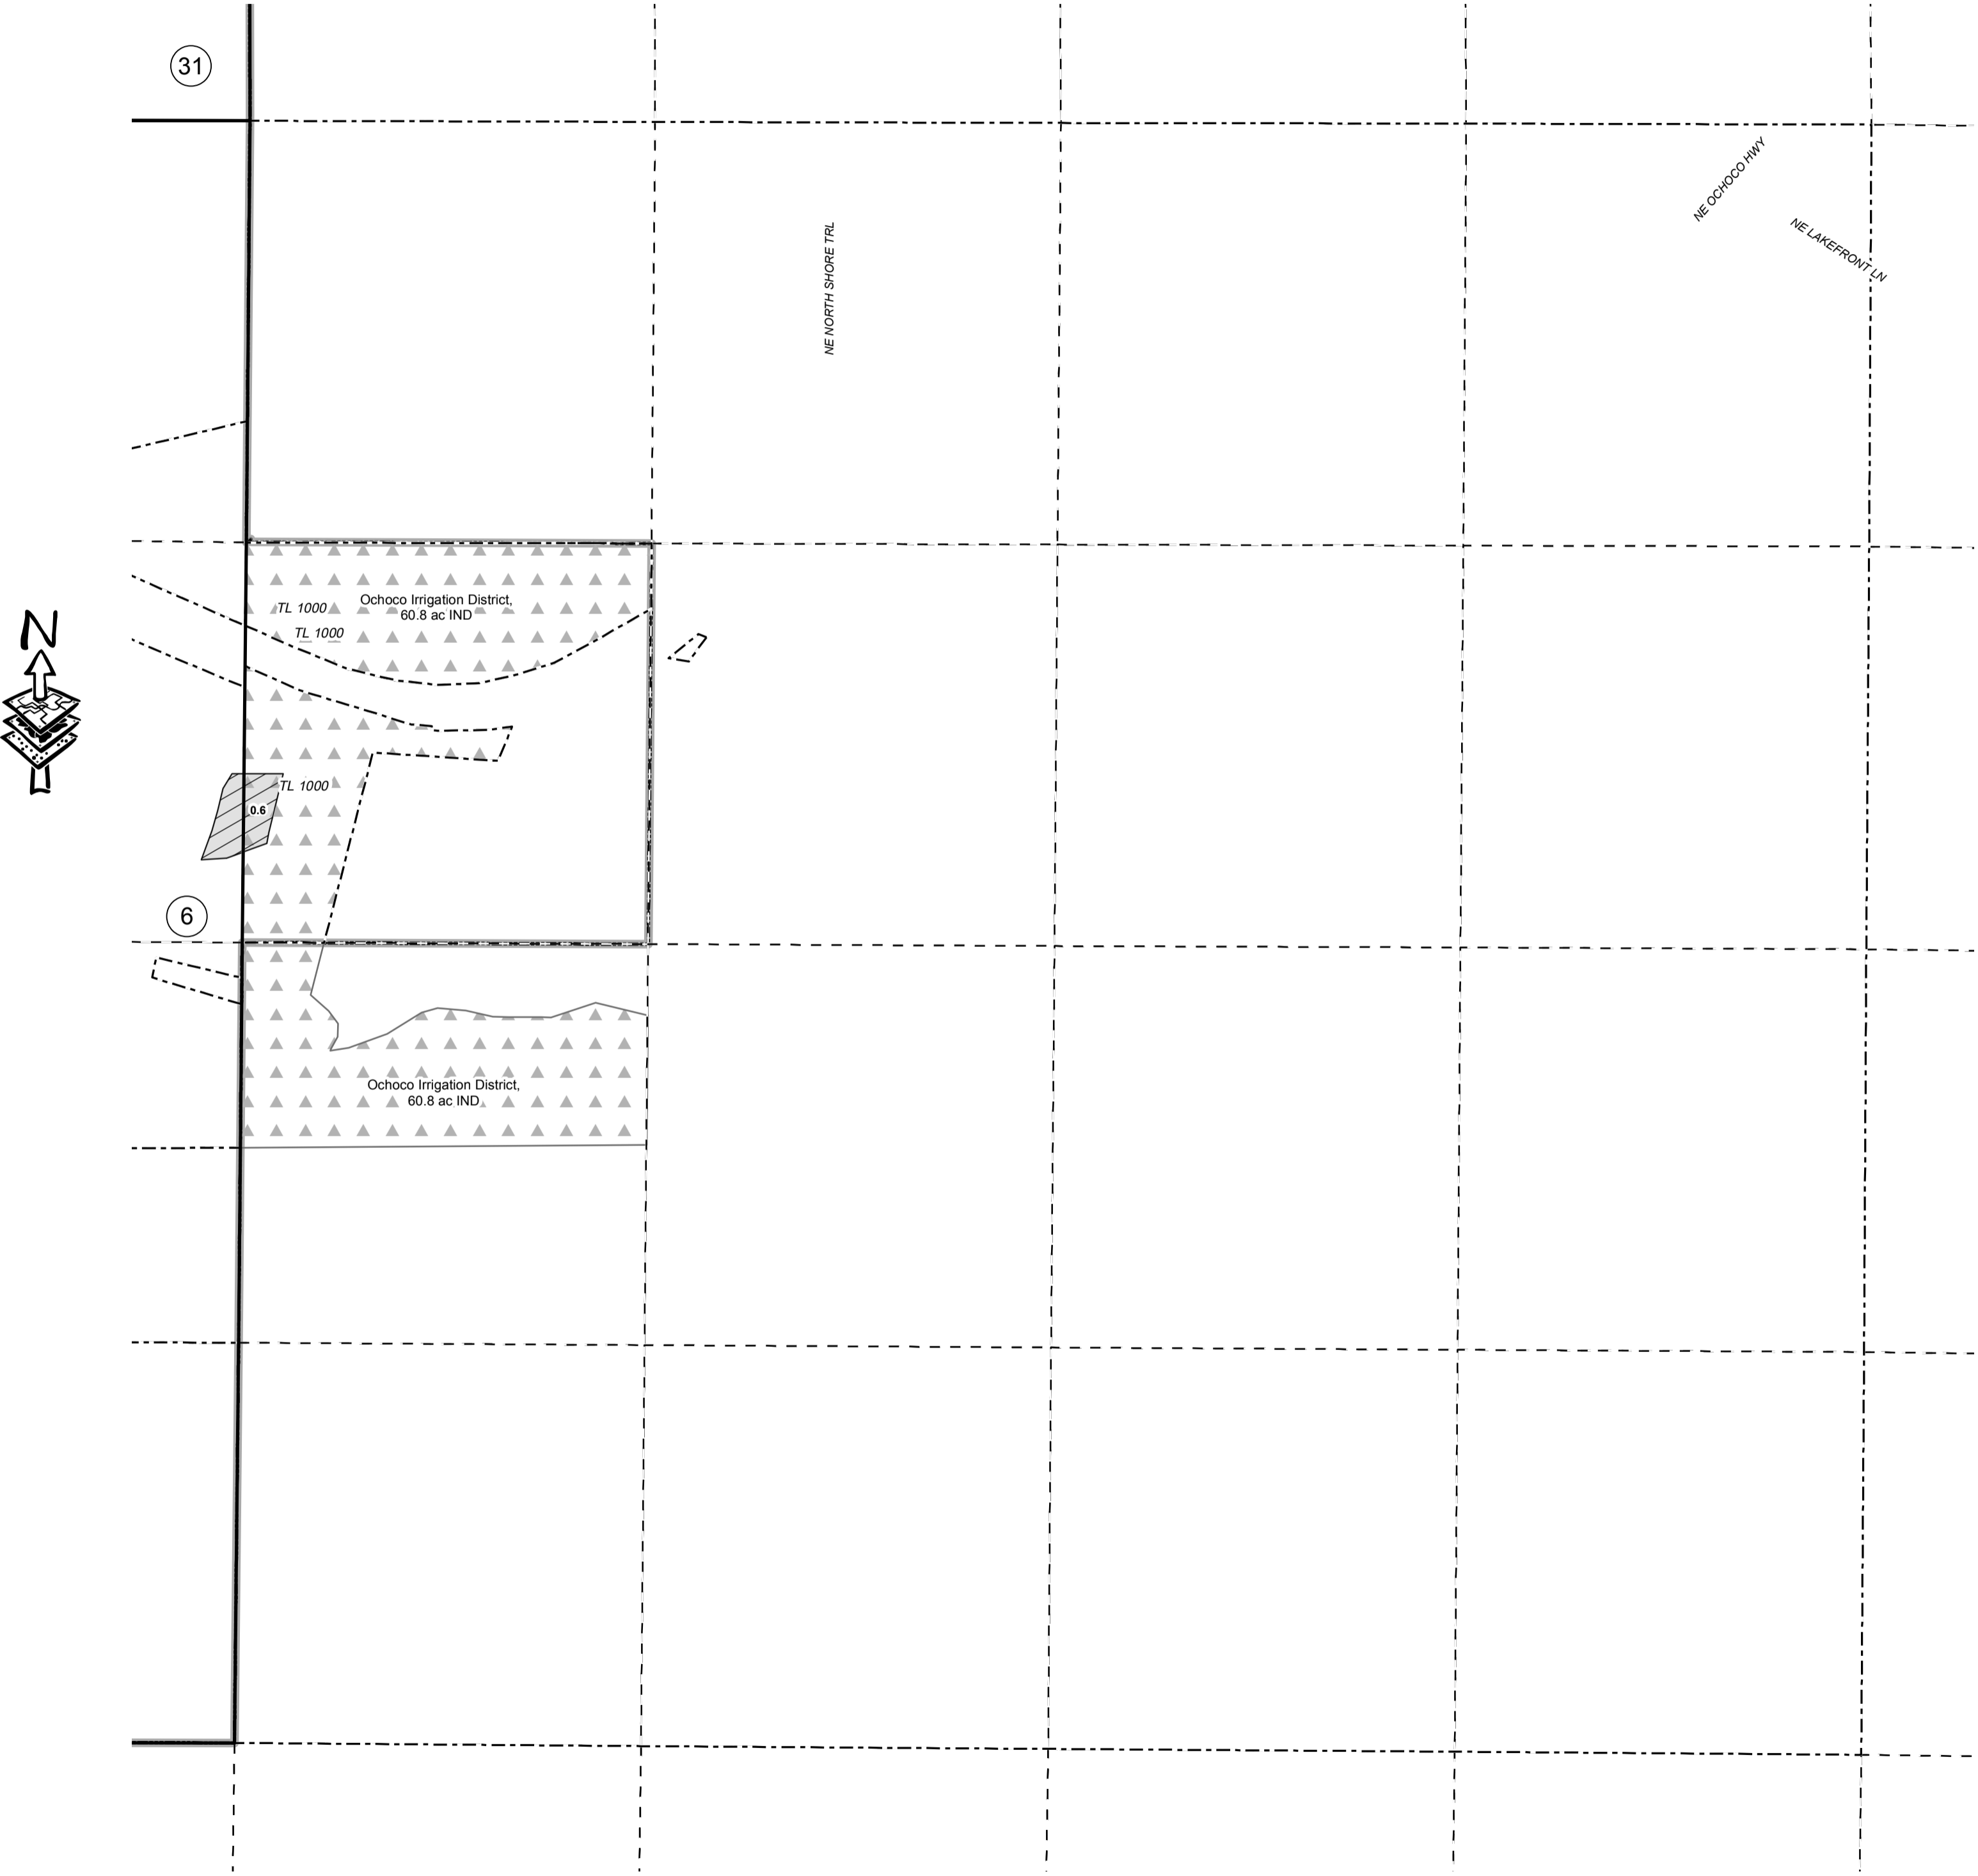 31
NE OCHOCO HWY
NE LAKEFRONT LN
NE NORTH SHORE TRL
TL 1000
Ochoco Irrigation District,
60.8 ac IND
TL 1000
N
TL 1000
0.6
6
Ochoco Irrigation District,
60.8 ac IND